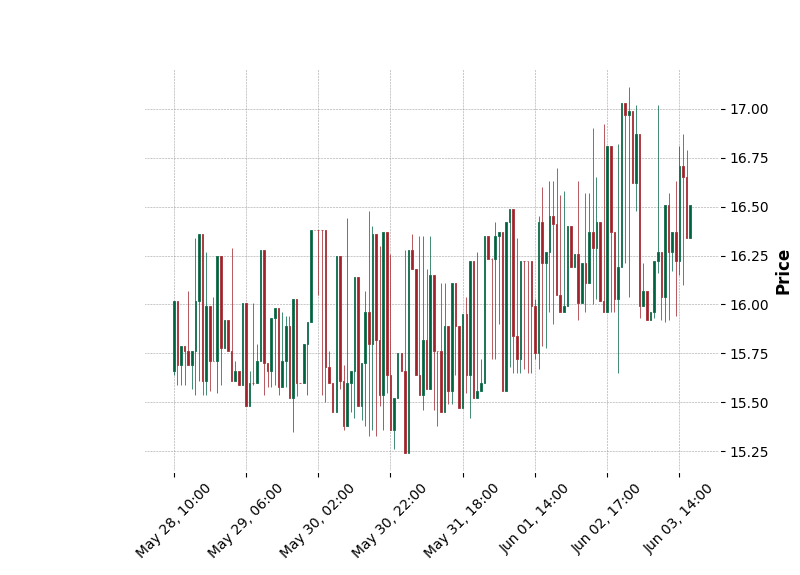 17.00
16.75
16.50
16.25
16.00
15.75
15.50
15.25
Price
May 28, 10:00
May 29, 06:00
May 30, 02:00
May 30, 22:00
May 31, 18:00
Jun 01, 14:00
Jun 02, 17:00
Jun 03, 14:00